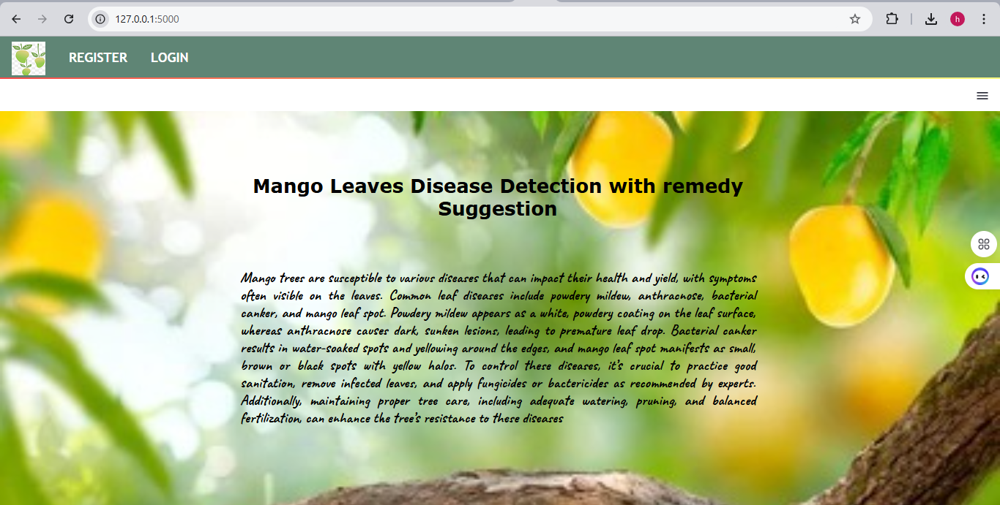 127.0.0.1:5000
h
REGISTER LOGIN
Mango Leaves Disease Detection with remedy
Suggestion
Mango trees are susceptible to various diseases that can impact their health and yield, with symptoms
often visible on the leaves. Common leaf diseases include powdery mildew, anthracnose, bacterial
canker, and mango leaf spot. Powdery mildew appears as a white, powdery coating on the leaf surface,
whereas anthracnose causes dark, sunken lesions, leading to premature leaf drop. Bacterial canker
results in water-soaked spots and yellowing around the edges, and mango leaf spot manifests as small,
brown or black spots with yellow halos. To control these diseases, it's crucial to practice good
sanitation, remove infected leaves, and apply fungicides or bactericides as recommended by experts.
Additionally, maintaining proper tree care, including adequate watering, pruning, and balanced
fertilization, can enhance the tree's resistance to these diseases